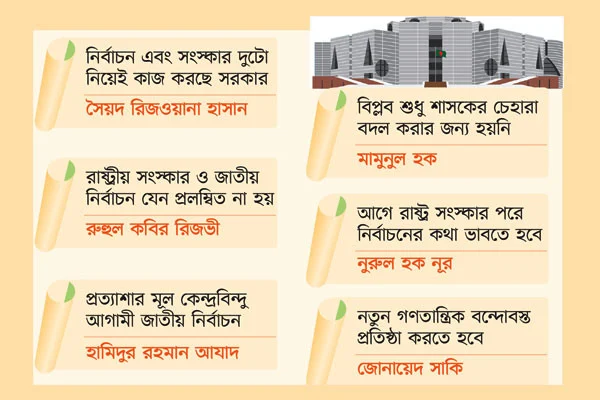 নির্বাচন এবং সংস্কার দুটো
নিয়েই কাজ করছে সরকার
সৈয়দ রিজওয়ানা হাসান
রাষ্ট্রীয় সংস্কার ও জাতীয়
নির্বাচন যেন প্রলম্বিত না হয়
রুহুল কবির রিজভী
প্রত্যাশার মূল কেন্দ্রবিন্দু
আগামী জাতীয় নির্বাচন
হামিদুর রহমান আযাদ
বিপ্লব শুধু শাসকের চেহারা
বদল করার জন্য হয়নি
মামুনুল হক
আগে রাষ্ট্র সংস্কার পরে
নির্বাচনের কথা ভাবতে হবে
নুরুল হক নূর
নতুন গণতান্ত্রিক বন্দোবস্ত
প্রতিষ্ঠা করতে হবে
জোনায়েদ সাকি